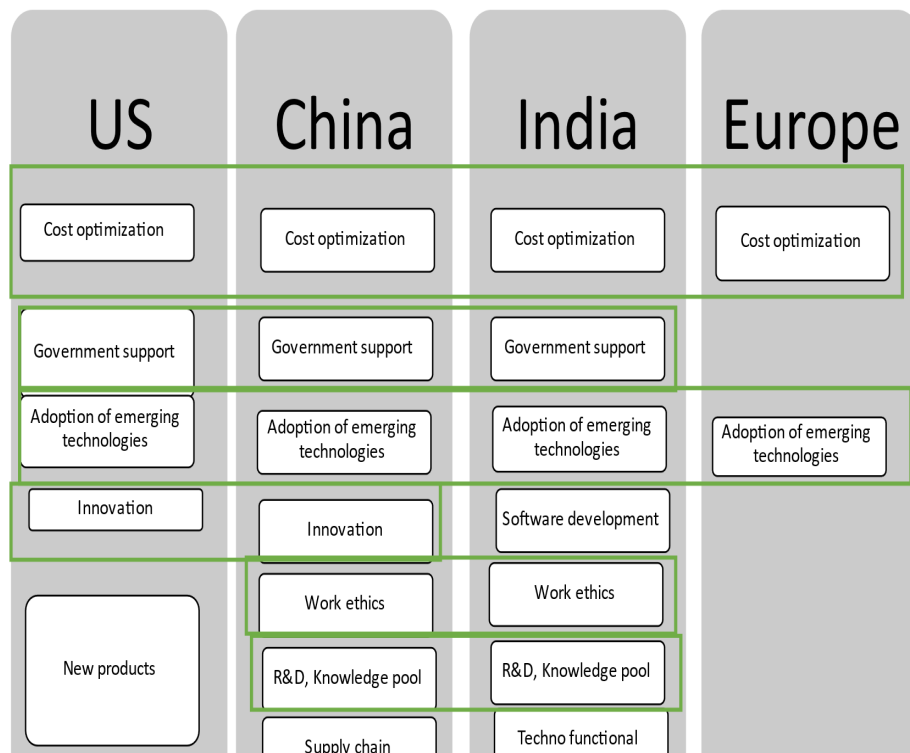 US
China
India
Europe
Cost optimization
Cost optimization
Cost optimization
Cost optimization
Government support
Government support
Government support
Adoption of emerging
technologies
Adoption of emerging
technologies
Adoption of emerging
technologies
Adoption of emerging
technologies
Innovation
Innovation
Software development
Work ethics
Work ethics
New products
R&D, Knowledge pool
R&D, Knowledge pool
Supply chain
Techno functional